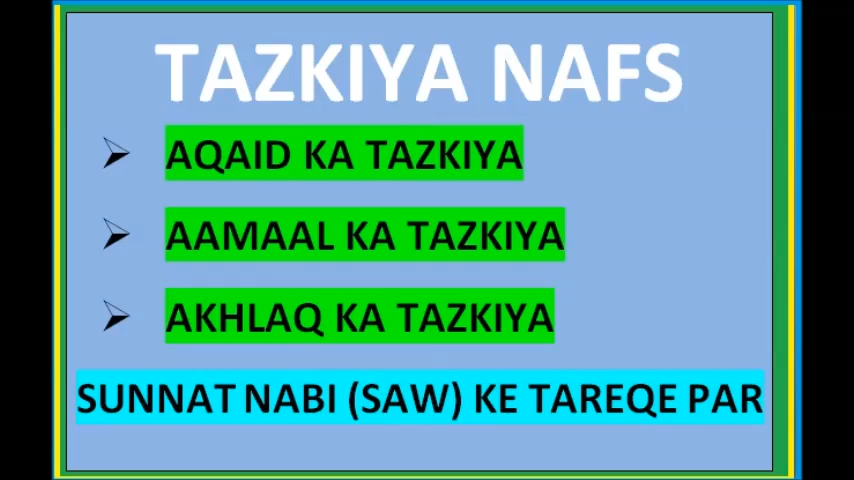 TAZKIYA NAFS
AQAID KA TAZKIYA
AAMAAL KA TAZKIYA
AKHLAQ KA TAZKIYA
SUNNAT NABI (SAW) KE TAREQE PAR